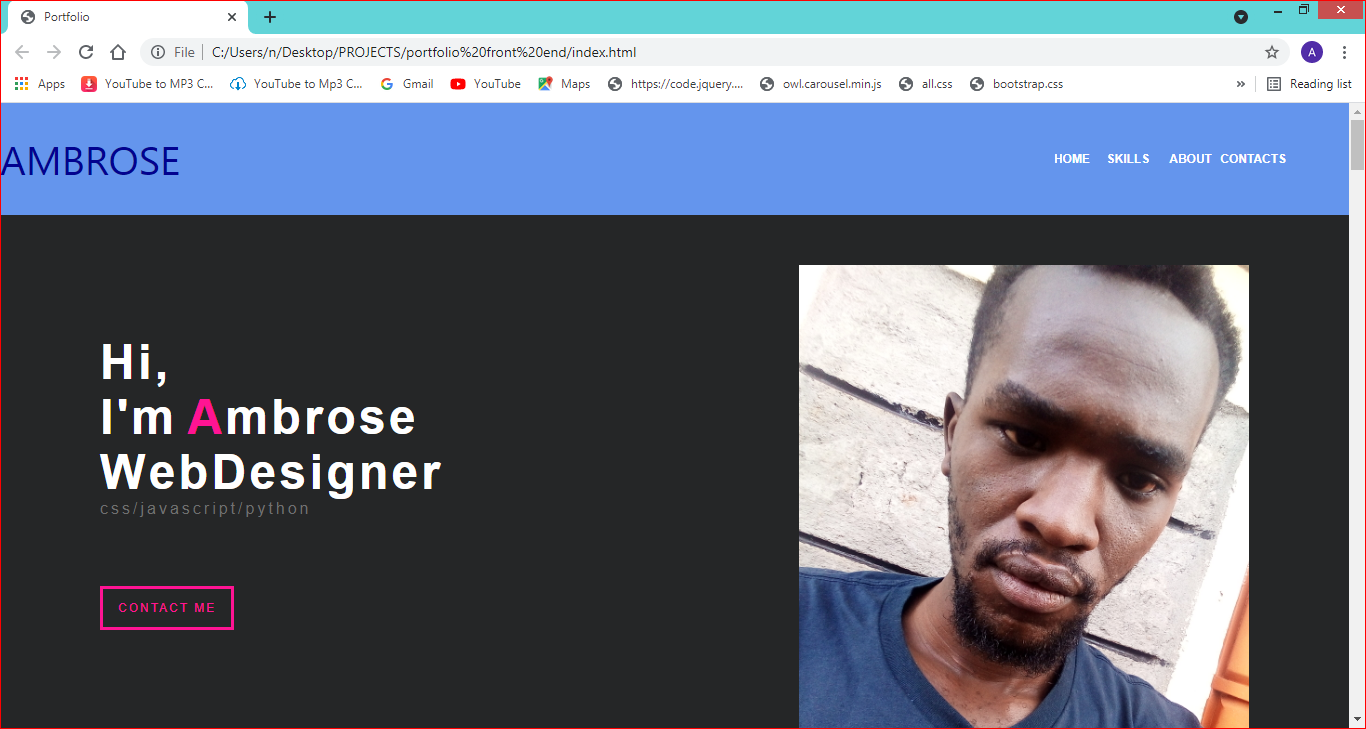 Portfolio
File C:/Users/n/Desktop/PROJECTS/portfolio%20front%20end/index.html A
Apps YouTube to MP3 C... YouTube to Mp3 C... Gmail YouTube Maps https://code.jquery.... owl.carousel.min.js all.css bootstrap.css » Reading list
AMBROSE HOME SKILLS ABOUT CONTACTS
Hi,
I'm Ambrose
WebDesigner
css/javascript/python
CONTACT ME